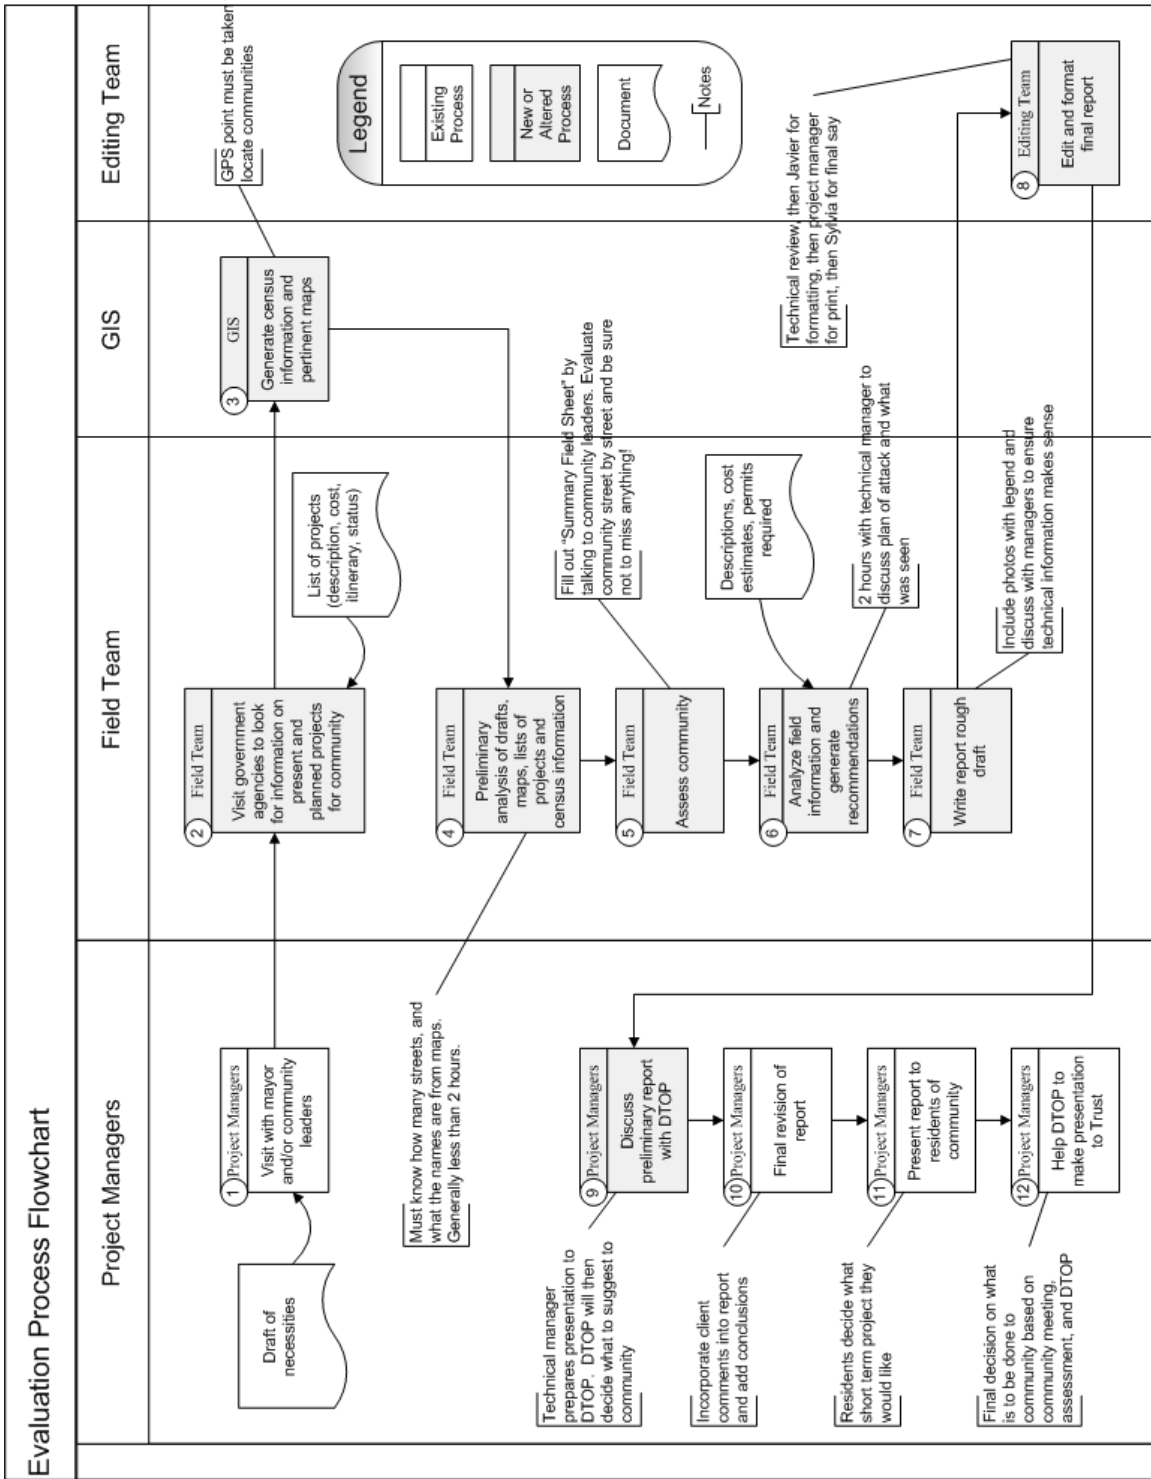 Evaluation Process Flowchart
Project Managers
Field Team
GIS
Editing Team
Draft of
necessities
1
Project Managers
Visit with mayor
and/or community
leaders
2
Field Team
Visit government
agencies to look
for information on
present and
planned projects
for community
List of projects
(description, cost,
itinerary, status)
3
GIS
Generate census
information and
pertinent maps
GPS point must be taken
locate communities
4
Field Team
Preliminary
analysis of drafts,
maps, lists of
projects and
census information
Must know how many streets, and
what the names are from maps.
Generally less than 2 hours.
5
Field Team
Assess community
Fill out “Summary Field Sheet” by
talking to community leaders. Evaluate
community street by street and be sure
not to miss anything!
6
Field Team
Analyze field
information and
generate
recommendations
Descriptions, cost
estimates, permits
required
2 hours with technical manager to
discuss plan of attack and what
was seen
7
Field Team
Write report rough
draft
Include photos with legend and
discuss with managers to ensure
technical information makes sense
8
Editing Team
Edit and format
final report
Technical review, then Javier for
formatting, then project manager
for print, then Sylvia for final say
9
Project Managers
Discuss
preliminary report
with DTOP
Technical manager
prepares presentation to
DTOP. DTOP will then
decide what to suggest to
community
10
Project Managers
Final revision of
report
Incorporate client
comments into report
and add conclusions
11
Project Managers
Present report to
residents of
community
Residents decide what
short term project they
would like
12
Project Managers
Help DTOP to
make presentation
to Trust
Final decision on what
is to be done to
community based on
community meeting,
assessment, and DTOP
Legend
Existing
Process
New or
Altered
Process
Document
Notes